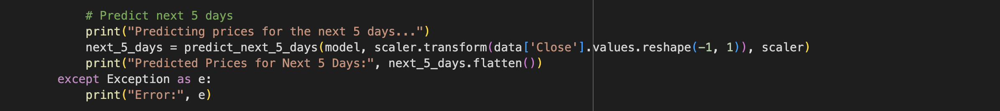 # Predict next 5 days
print("Predicting prices for the next 5 days...")
next_5_days = predict_next_5_days(model, scaler.transform(data['Close'].values.reshape(-1, 1)), scaler)
print("Predicted Prices for Next 5 Days:", next_5_days.flatten())
except Exception as e:
print("Error:", e)